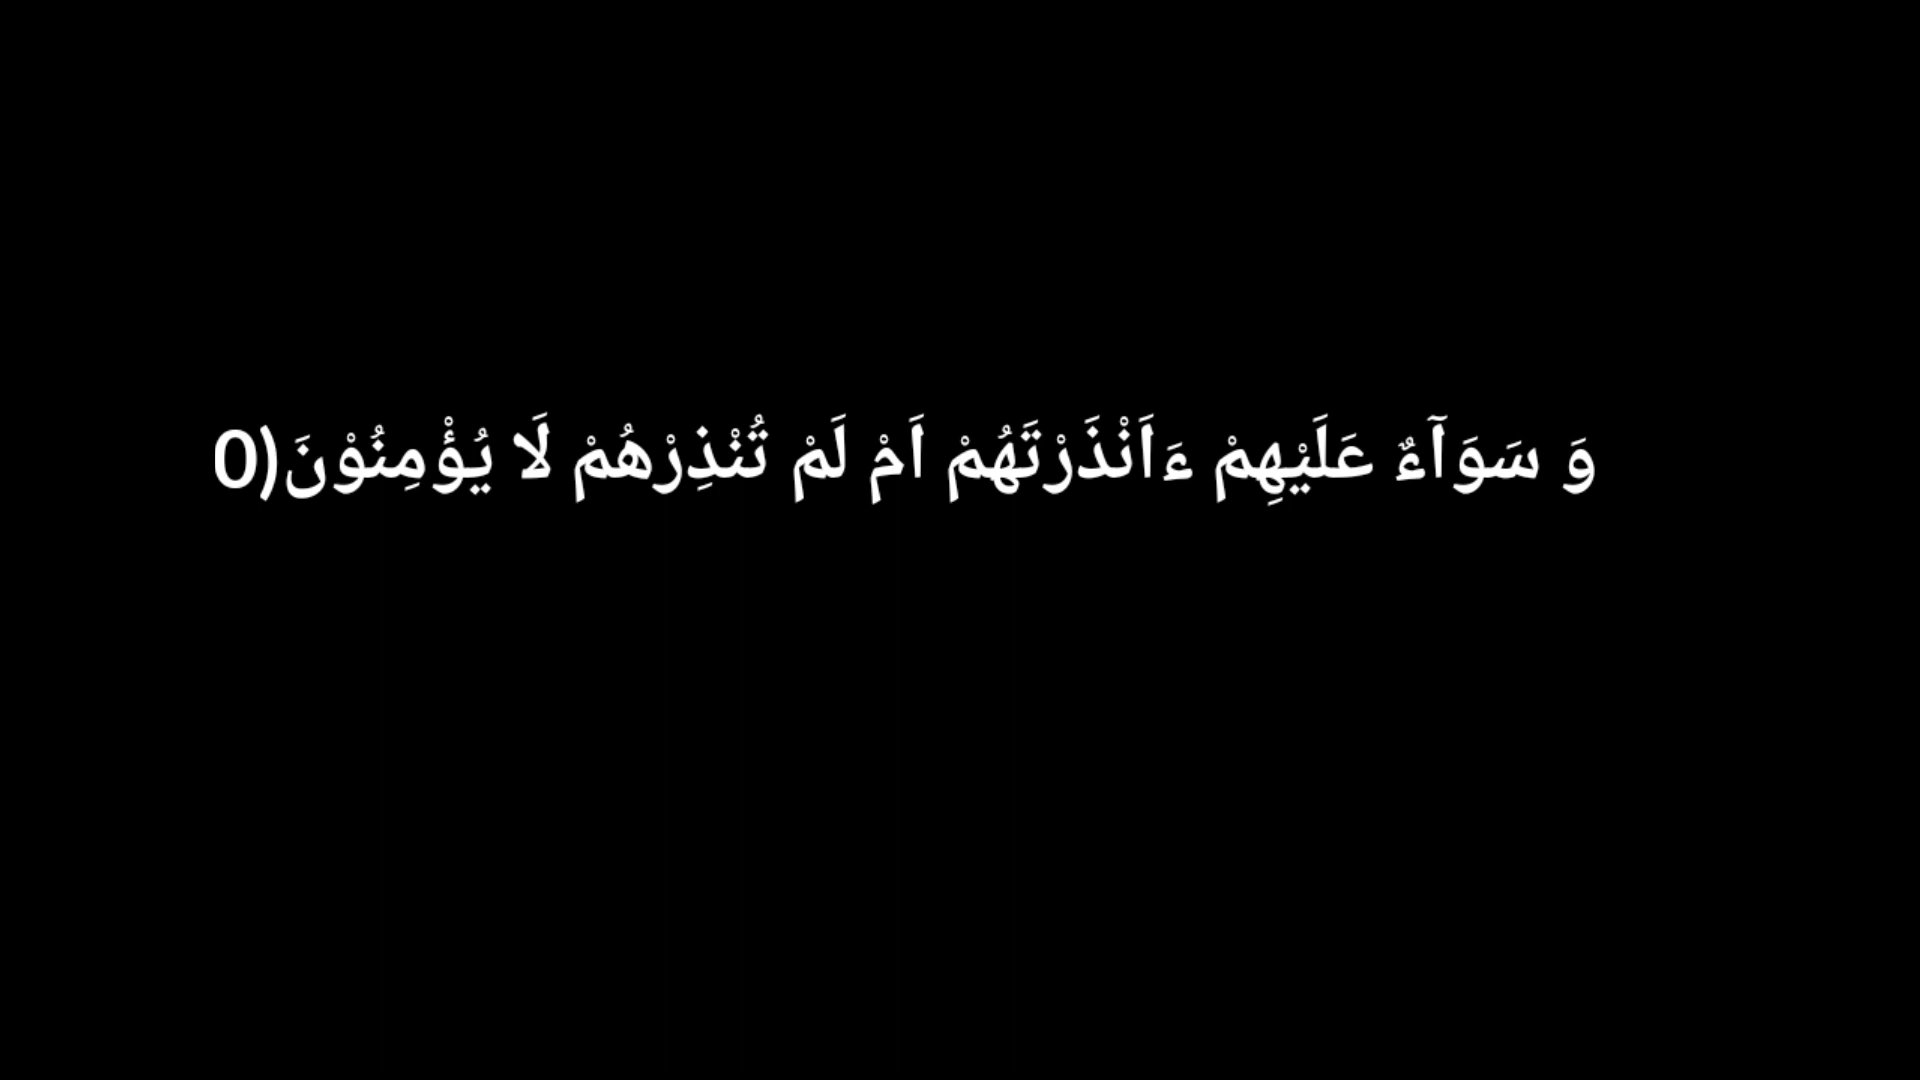 وَ سَوَآءٌ عَلَیْهِمْ ءَاَنْذَرْتَهُمْ اَمْ لَمْ تُنْذِرْهُمْ لَا یُؤْمِنُوْنَ(0